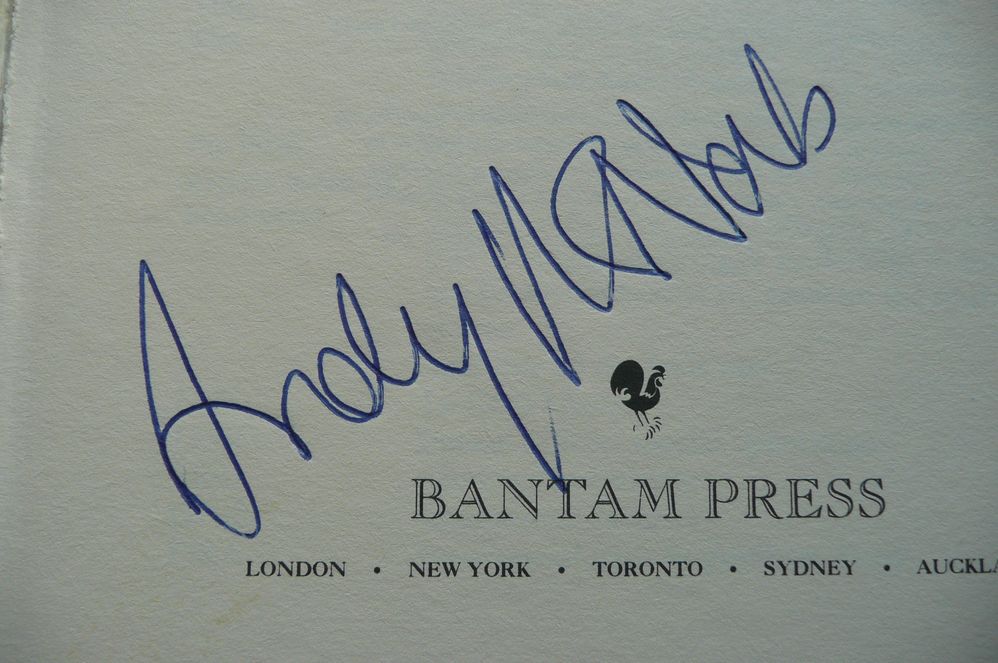 Andy McNab
BANTAM PRESS
LONDON • NEW YORK • TORONTO • SYDNEY • AUCKLA